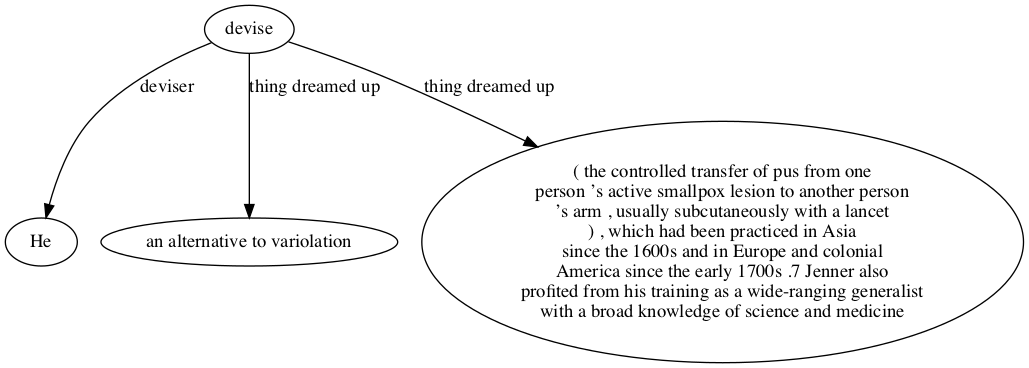 devise
deviser
thing dreamed up
thing dreamed up
He
an alternative to variolation
( the controlled transfer of pus from one
person 's active smallpox lesion to another person
's arm , usually subcutaneously with a lancet
) , which had been practiced in Asia
since the 1600s and in Europe and colonial
America since the early 1700s .7 Jenner also
profited from his training as a wide-ranging generalist
with a broad knowledge of science and medicine